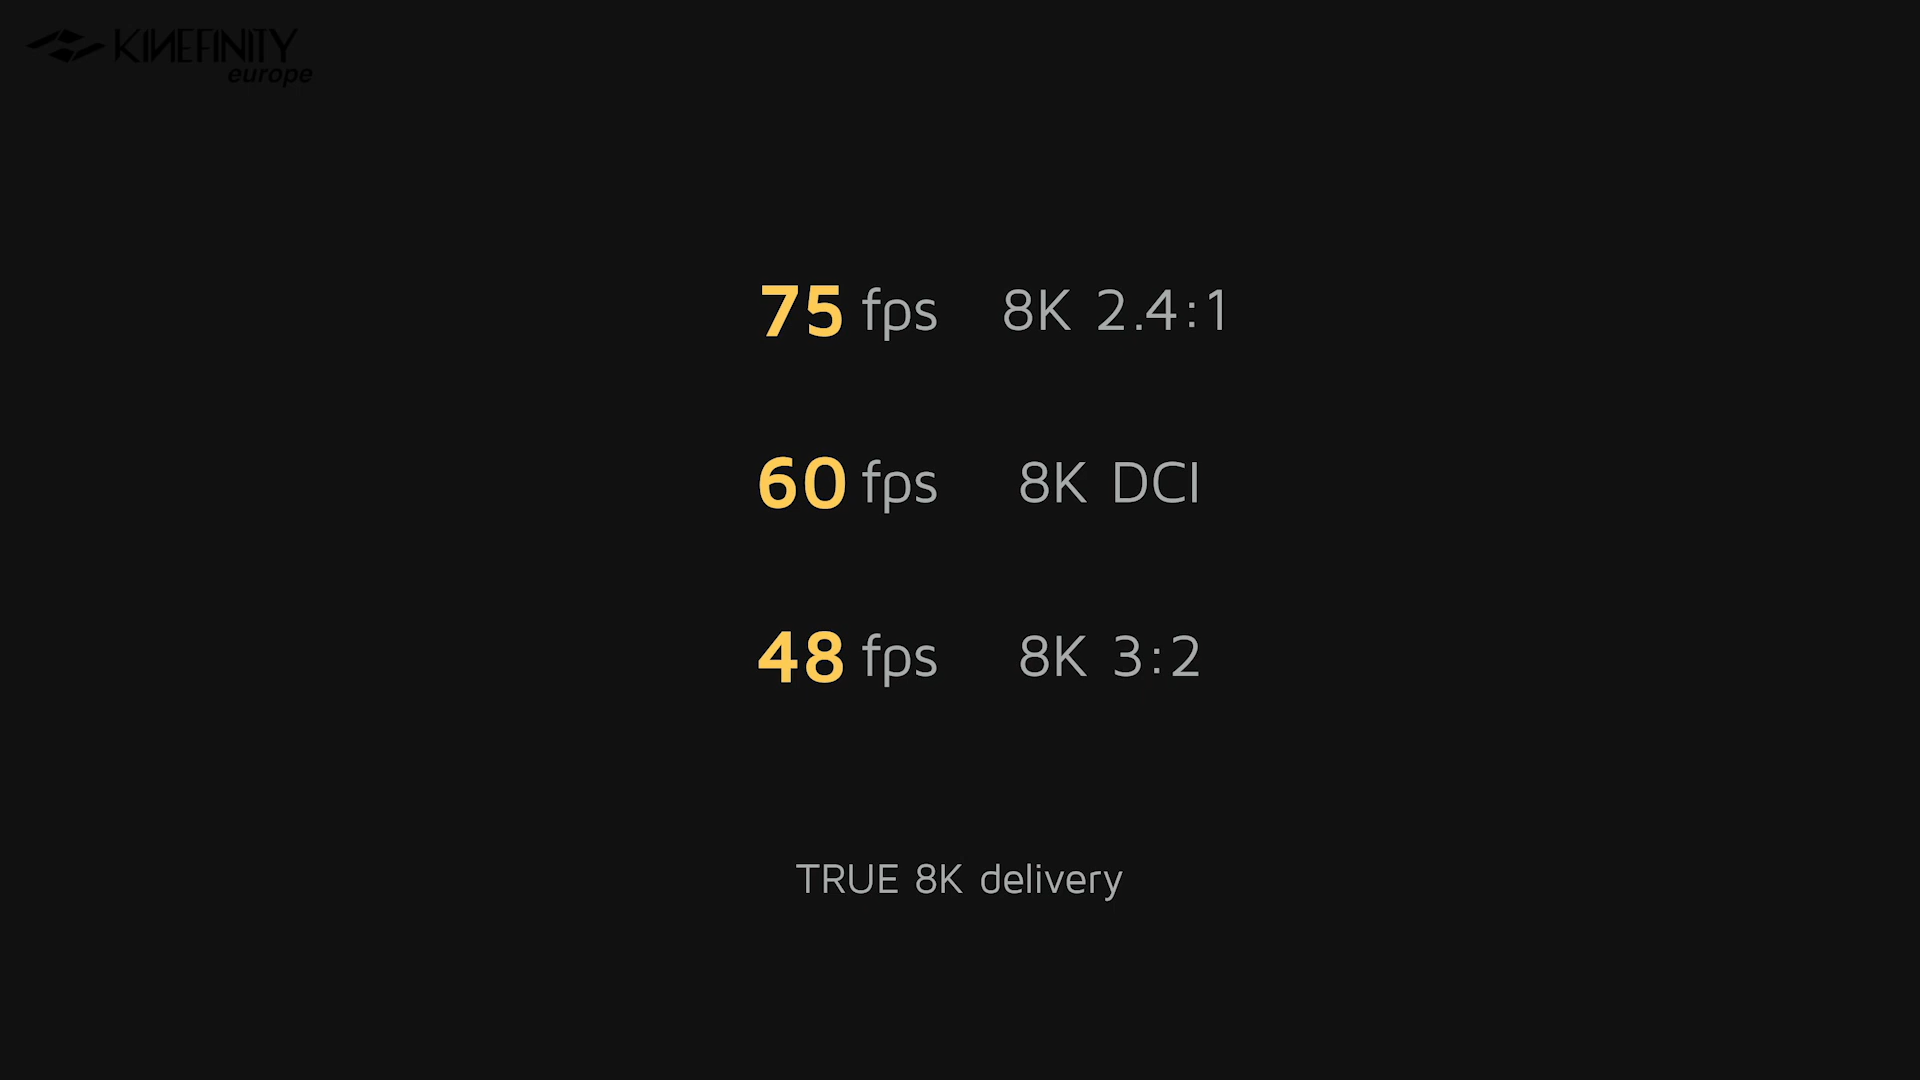 KINEFINITY
europe
75 fps 8K 2.4:1
60 fps 8K DCI
48 fps 8K 3:2
TRUE 8K delivery